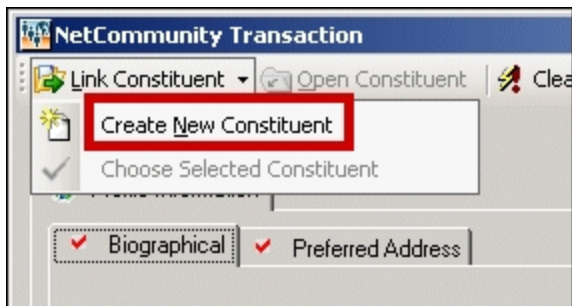 NetCommunity Transaction
Link Constituent Open Constituent
Create New Constituent
Choose Selected Constituent
Biographical Preferred Address